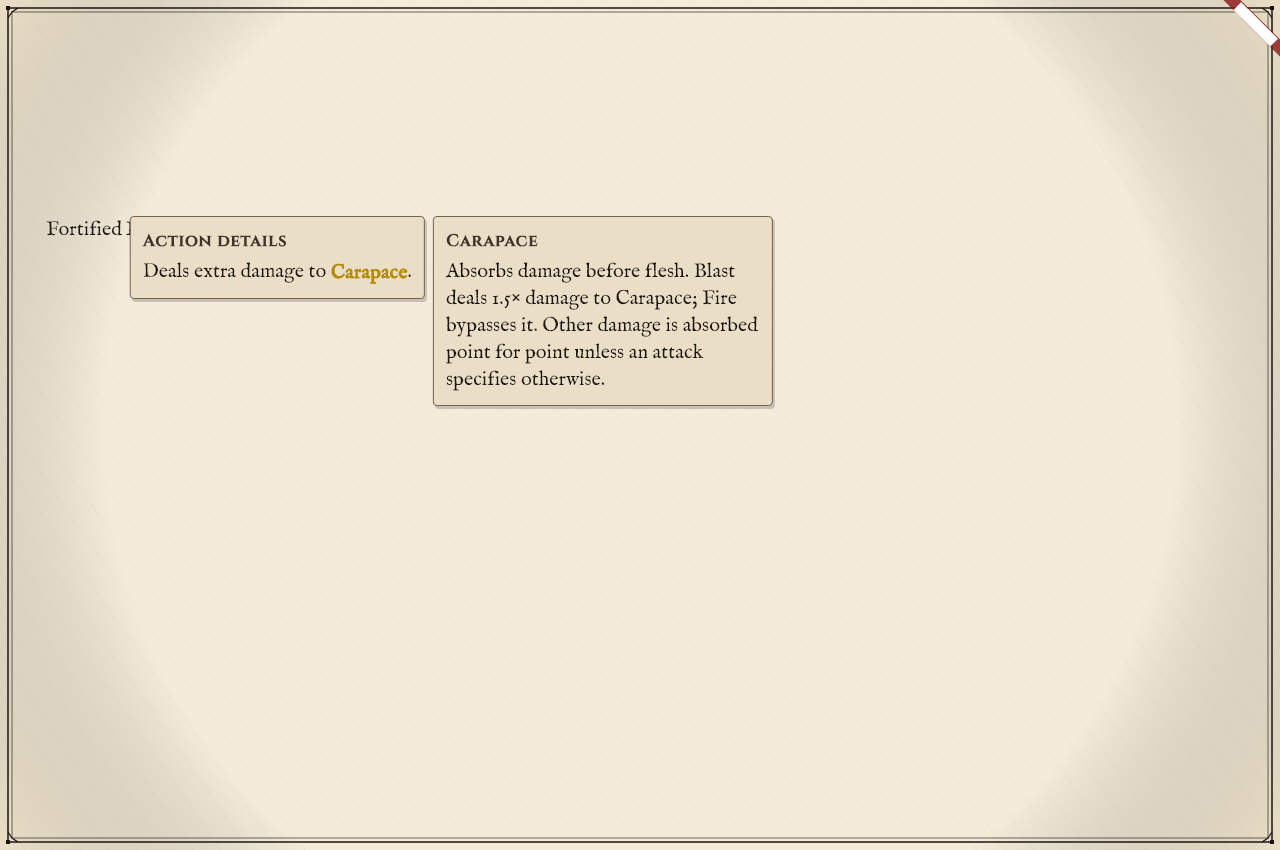 Fortified
Action details
Deals extra damage to Carapace.
Carapace
Absorbs damage before flesh. Blast
deals 1.5× damage to Carapace; Fire
bypasses it. Other damage is absorbed
point for point unless an attack
specifies otherwise.